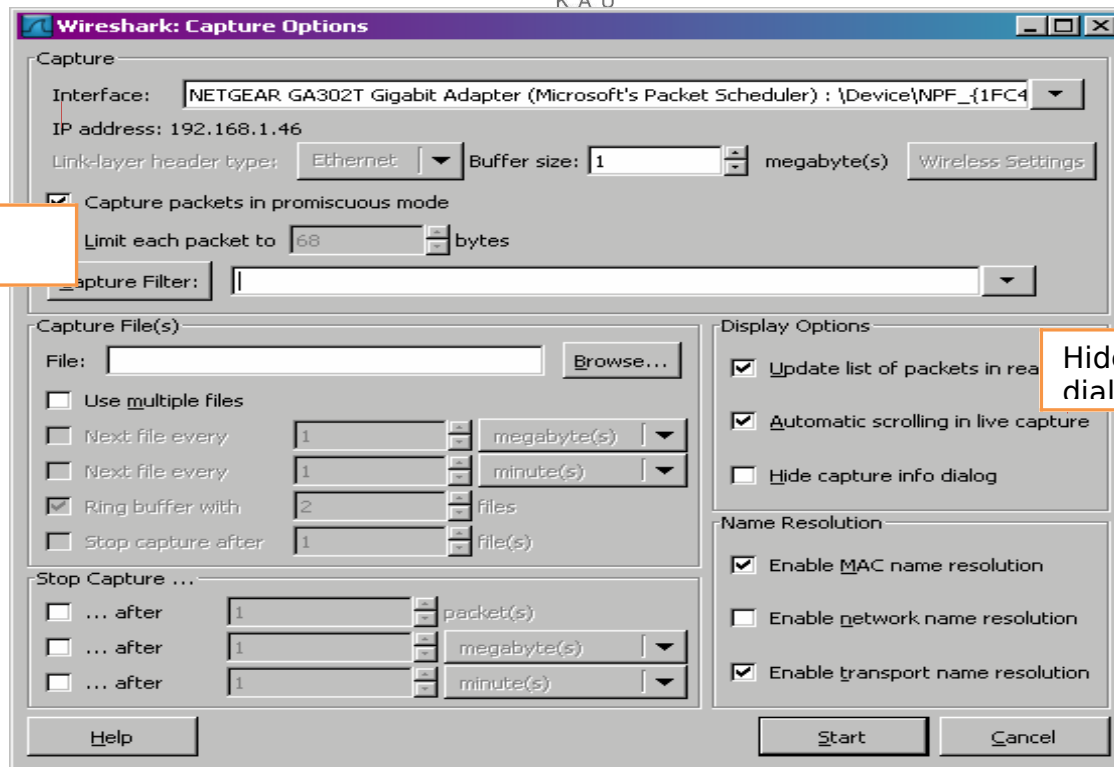 KAU
Wireshark: Capture Options
Capture
Interface: NETGEAR GA302T Gigabit Adapter (Microsoft's Packet Scheduler) : \Device\NPF_{1FC4
IP address: 192.168.1.46
Link-layer header type: Ethernet Buffer size: 1 megabyte(s) Wireless Settings
Capture packets in promiscuous mode
Limit each packet to 68 bytes
apture Filter:
Capture File(s)
File: Browse...
Use multiple files
Next file every 1 megabyte(s)
Next file every 1 minute(s)
Ring buffer with 2 files
Stop capture after 1 file(s)
Stop Capture ...
... after 1 packet(s)
... after 1 megabyte(s)
... after 1 minute(s)
Display Options
Update list of packets in rea
Hide
dial
Automatic scrolling in live capture
Hide capture info dialog
Name Resolution
Enable MAC name resolution
Enable network name resolution
Enable transport name resolution
Help Start Cancel